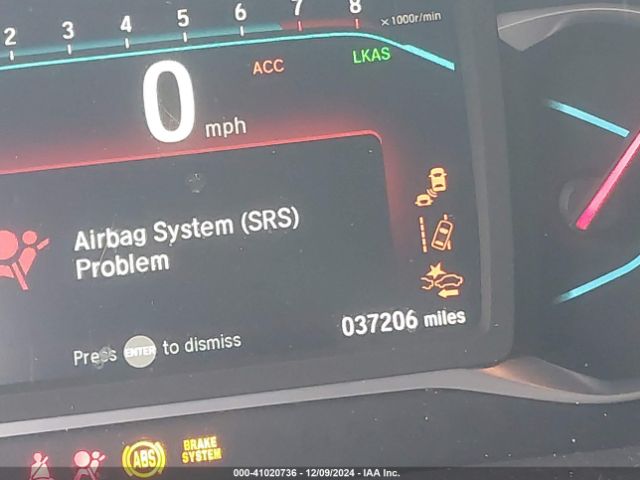 2 3 4 5 6 7 8 x1000r/min
ACC LKAS
0 mph
Airbag System (SRS)
Problem
037206 miles
Press ENTER to dismiss
ABS BRAKE
SYSTEM
000-41020736 - 12/09/2024 - IAA Inc.